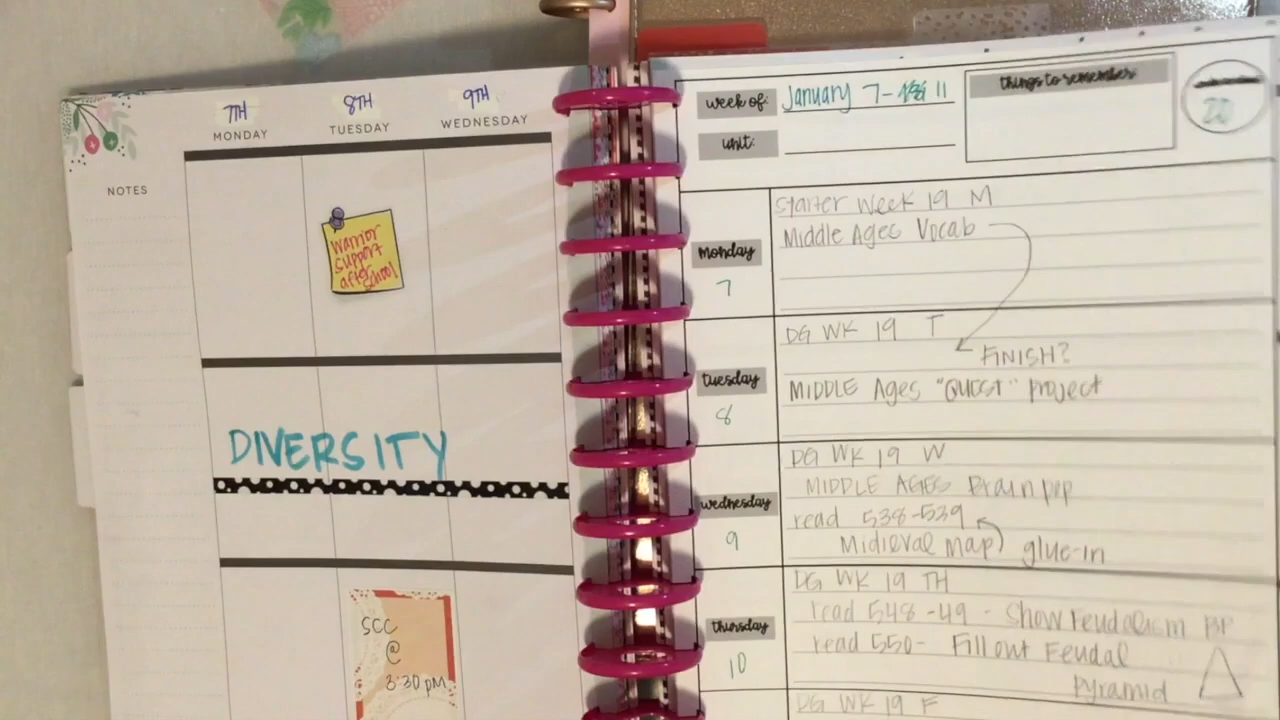 7TH
MONDAY
8TH
TUESDAY
9TH
WEDNESDAY
NOTES
Warrior
support
after
school
DIVERSITY
SCC
@
3:30 PM
week of:
January 7- 11
unit:
things to remember
monday
7
Starter Week 19 M
Middle Ages Vocab
tuesday
8
DG WK 19 T
FINISH?
MIDDLE Ages "QUEST" project
wednesday
9
DG WK 19 W
MIDDLE AGES Brainpop
read 538-539
Midieval map) glue-in
thursday
10
DG WK 19 TH
read 548-49 - Show Feudalism BP
read 550- Fill out Feudal
Pyramid
DG WK 19 F